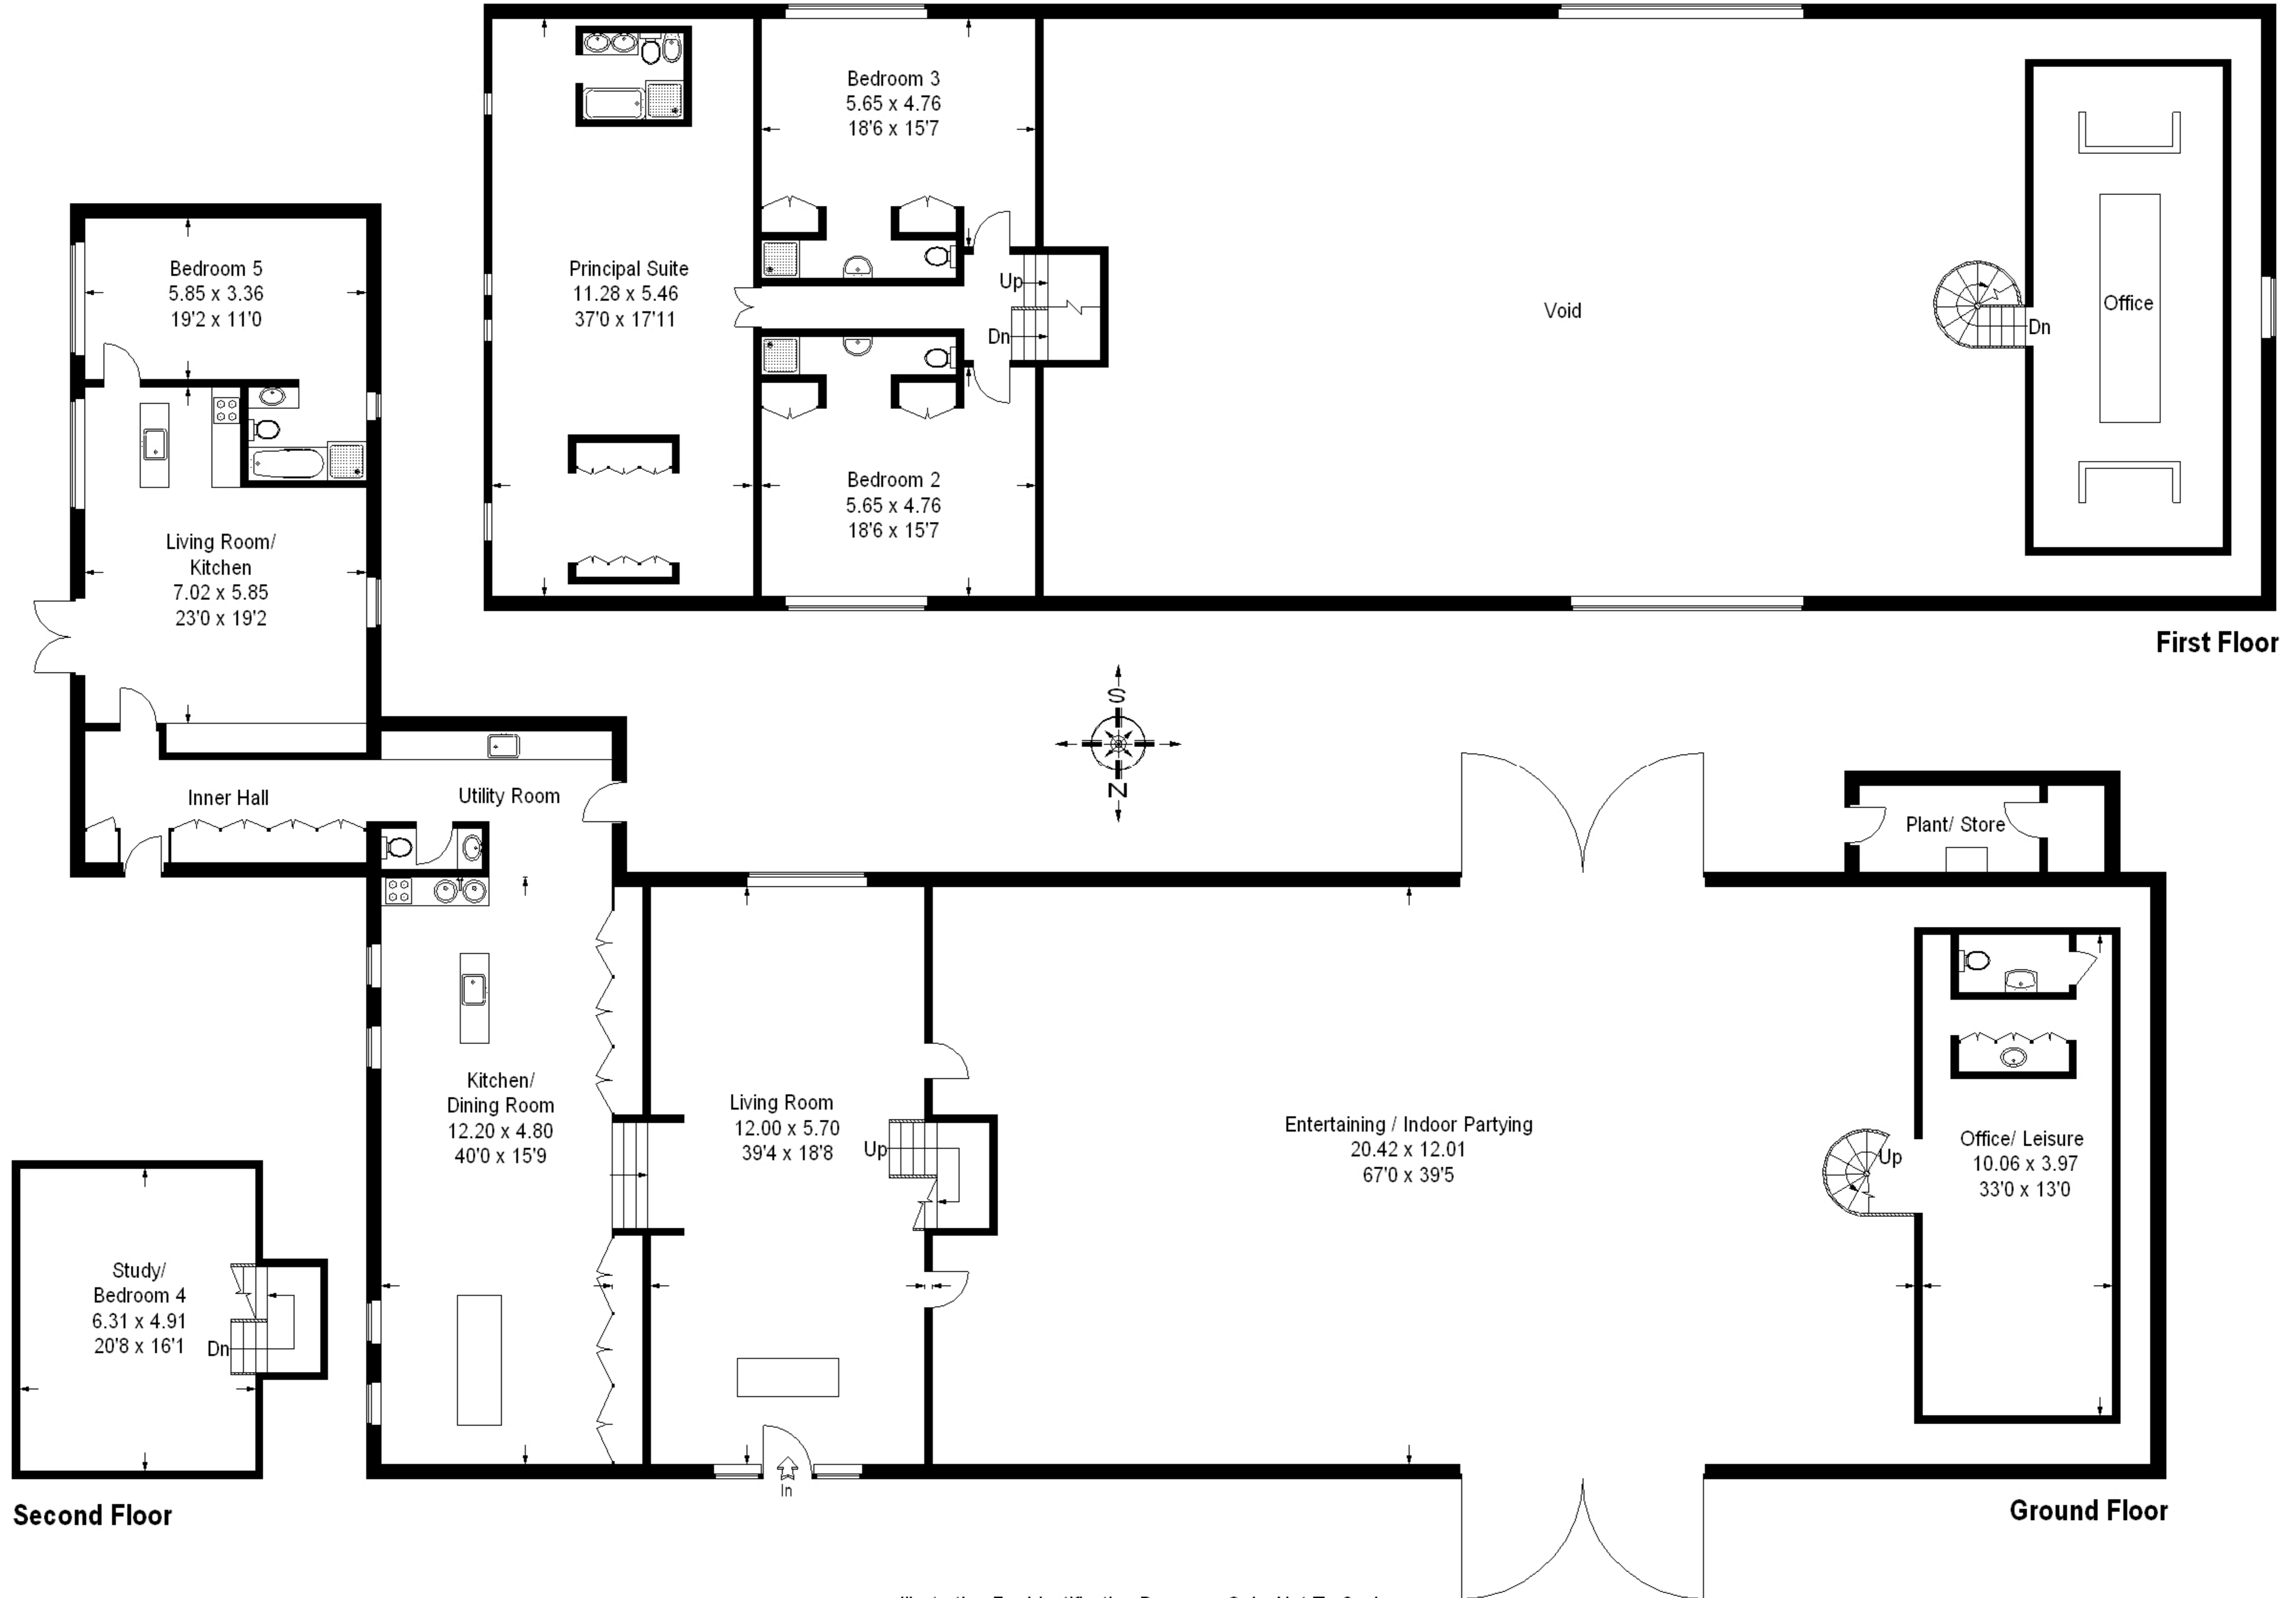 Bedroom 3
5.65 x 4.76
18'6 x 15'7
Principal Suite
11.28 x 5.46
37'0 x 17'11
Up
Dn
Bedroom 2
5.65 x 4.76
18'6 x 15'7
Void
Dn
Office
First Floor
Bedroom 5
5.85 x 3.36
19'2 x 11'0
Living Room/
Kitchen
7.02 x 5.85
23'0 x 19'2
Inner Hall
Utility Room
S
N
Plant/ Store
Kitchen/
Dining Room
12.20 x 4.80
40'0 x 15'9
Living Room
12.00 x 5.70
39'4 x 18'8
Up
Entertaining / Indoor Partying
20.42 x 12.01
67'0 x 39'5
Up
Office/ Leisure
10.06 x 3.97
33'0 x 13'0
In
Ground Floor
Study/
Bedroom 4
6.31 x 4.91
20'8 x 16'1
Dn
Second Floor